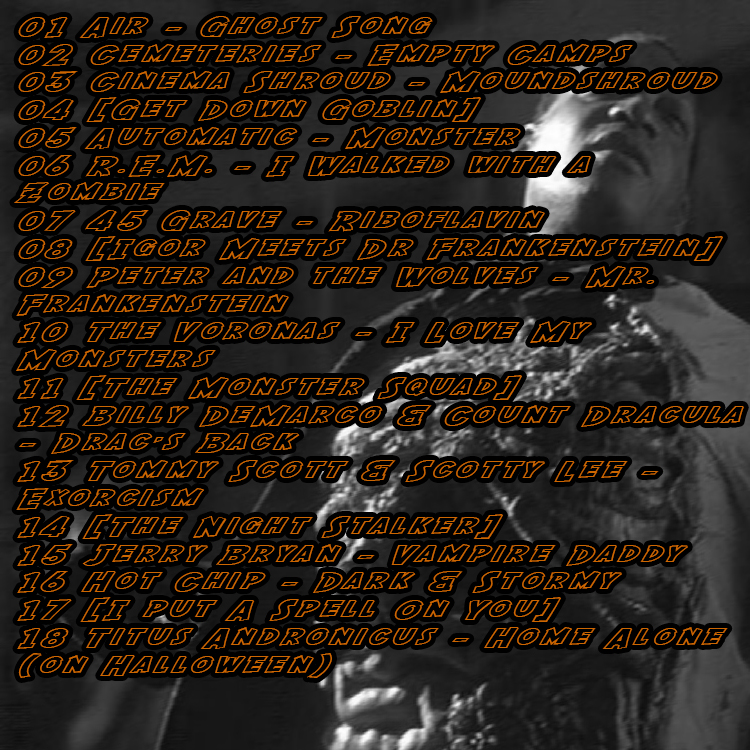 01 Air - Ghost Song
02 Cemeteries - Empty Camps
03 Cinema Shroud - Moundshroud
04 [Get Down Goblin]
05 Automatic - Monster
06 R.E.M. - I Walked with a
Zombie
07 45 Grave - Riboflavin
08 [Igor Meets Dr Frankenstein]
09 Peter and the Wolves - Mr.
Frankenstein
10 The Voronas - I Love My
Monsters
11 [The Monster Squad]
12 Billy DeMarco & Count Dracula
- Drac's Back
13 Tommy Scott & Scotty Lee -
Exorcism
14 [The Night Stalker]
15 Jerry Bryan - Vampire Daddy
16 Hot Chip - Dark & Stormy
17 [I Put A Spell On You]
18 Titus Andronicus - Home Alone
(on Halloween)